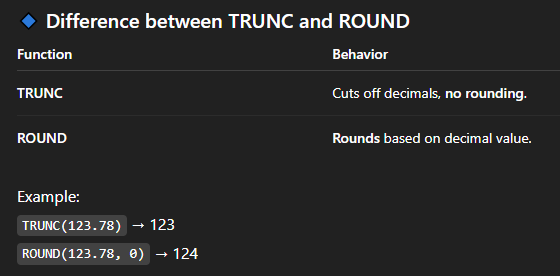 Difference between TRUNC and ROUND
Function Behavior
TRUNC Cuts off decimals, no rounding.
ROUND Rounds based on decimal value.
Example:
TRUNC(123.78) → 123
ROUND(123.78, 0) → 124